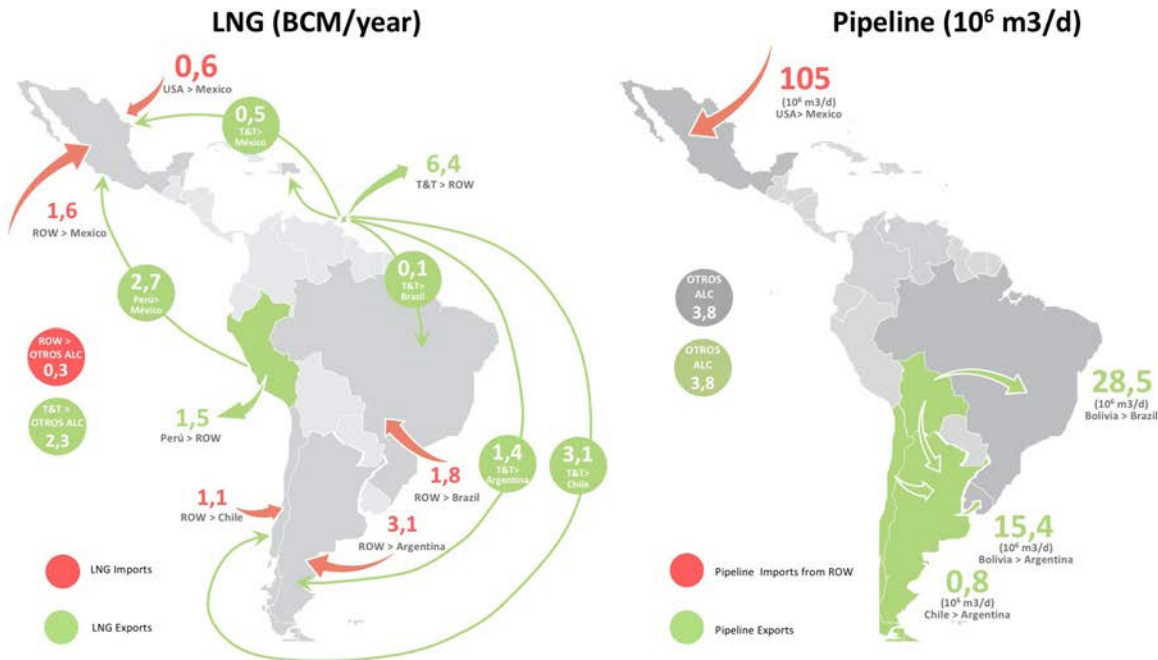 LNG (BCM/year)
0,6
USA > Mexico
0,5
T&T>
México
6,4
T&T > ROW
1,6
ROW > Mexico
2,7
Perú>
México
0,1
T&T>
Brazil
ROW >
OTROS ALC
0,3
T&T >
OTROS ALC
2,3
1,5
Perú > ROW
1,4
T&T>
Argentina
3,1
T&T>
Chile
1,8
ROW > Brazil
1,1
ROW > Chile
3,1
ROW > Argentina
LNG Imports
LNG Exports
Pipeline (10⁶ m3/d)
105
(10⁶ m3/d)
USA> Mexico
OTROS
ALC
3,8
OTROS
ALC
3,8
28,5
(10⁶ m3/d)
Bolivia > Brazil
15,4
(10⁶ m3/d)
Bolivia > Argentina
0,8
(10⁶ m3/d)
Chile > Argentina
Pipeline Imports from ROW
Pipeline Exports